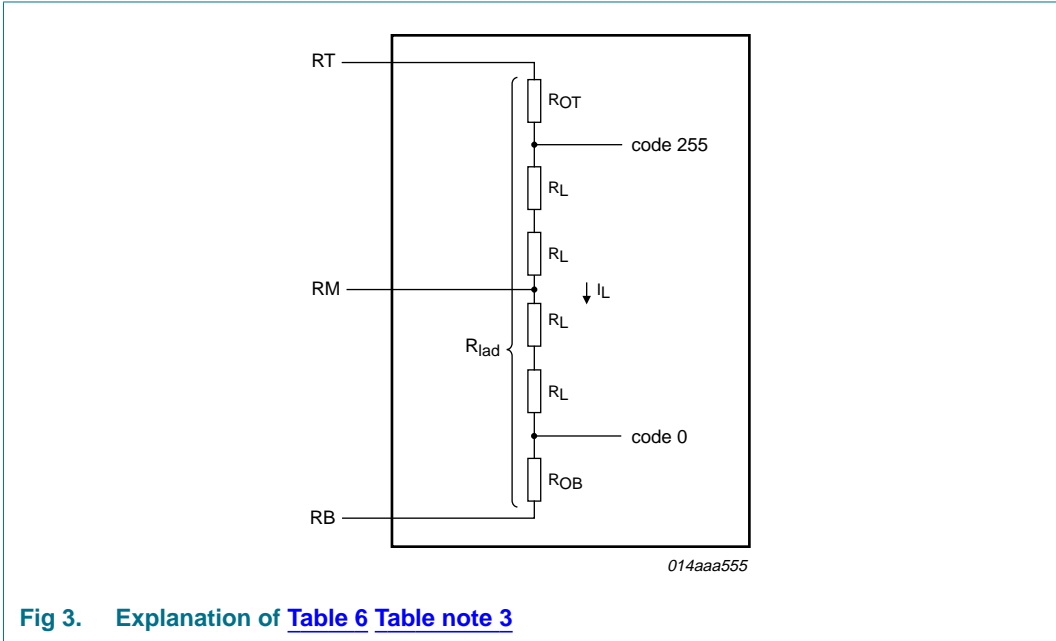 RT
ROT
code 255
RL
RL
RM
IL
RL
Rlad
RL
code 0
ROB
RB
014aaa555
Fig 3. Explanation of Table 6 Table note 3